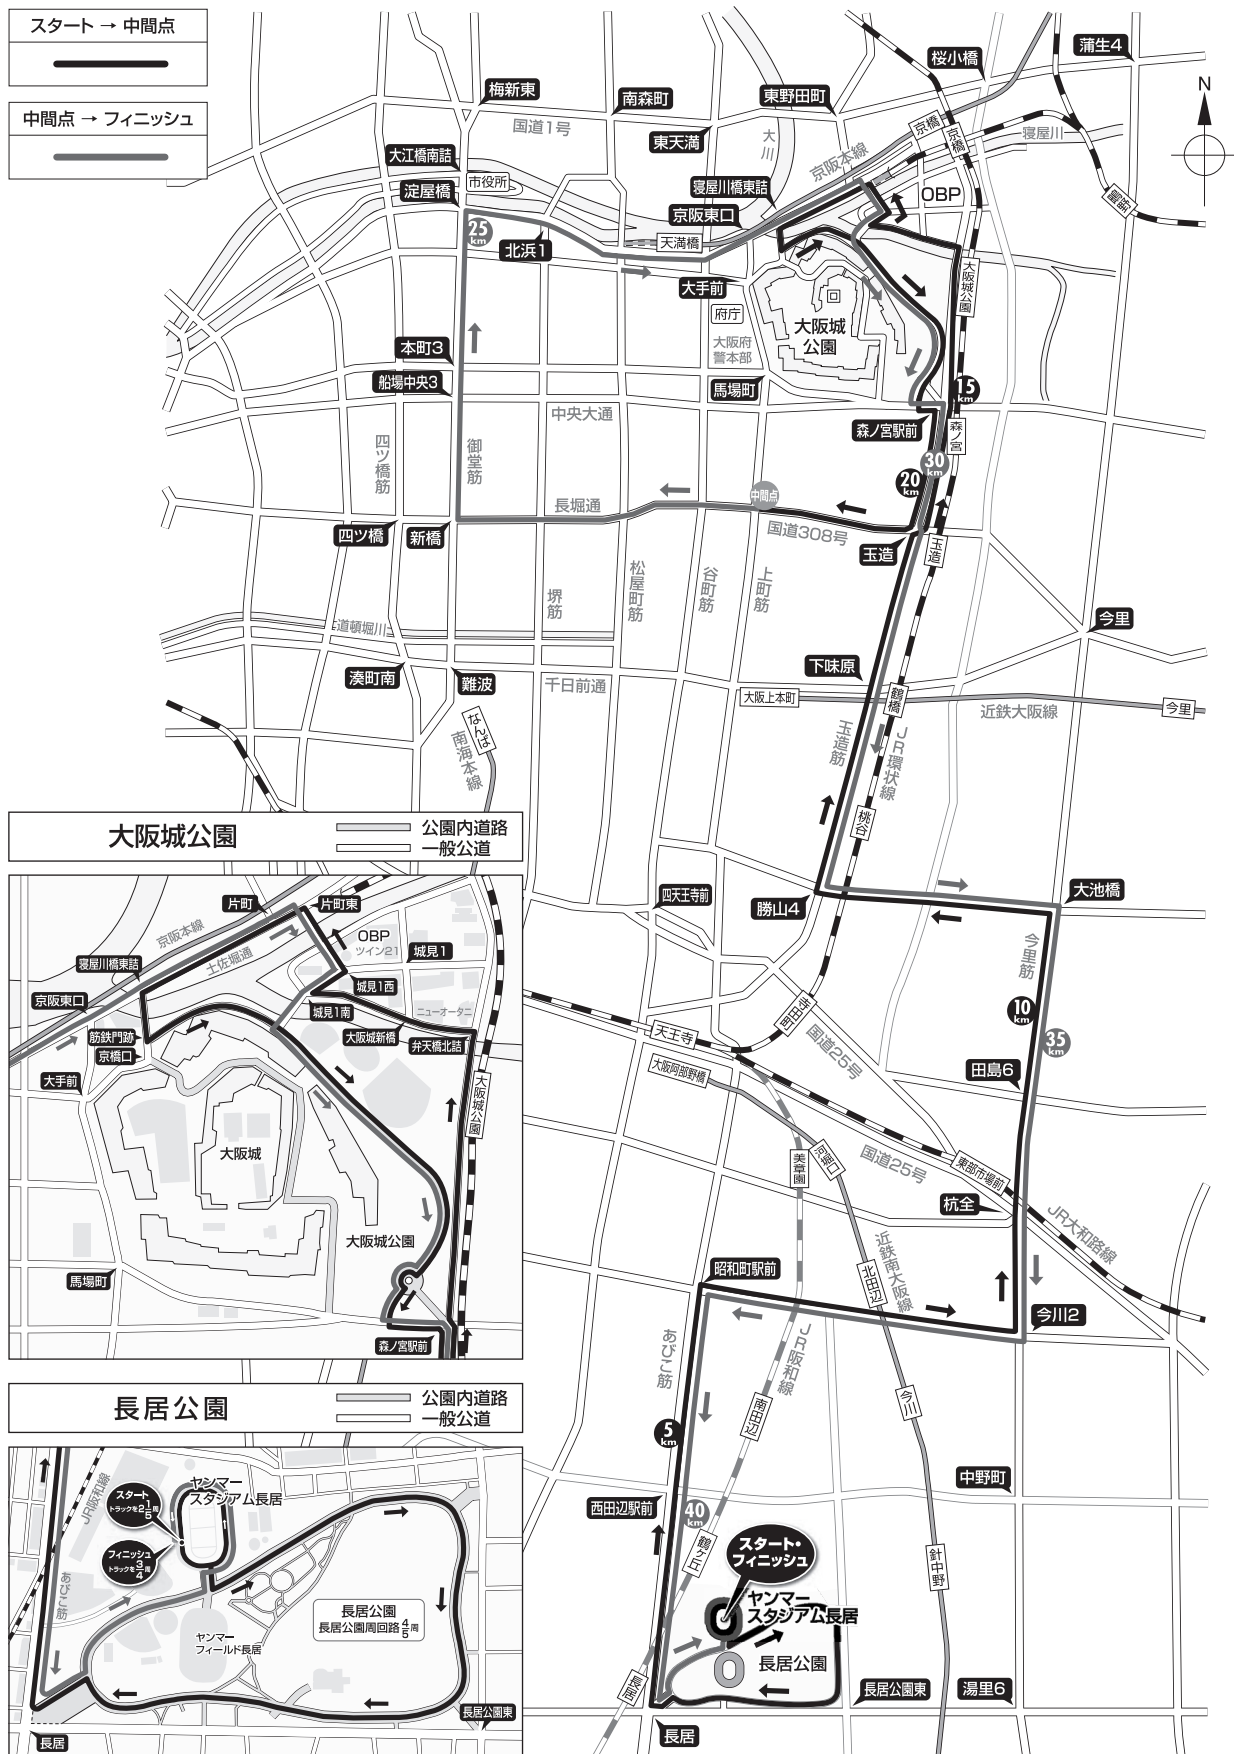 スタート → 中間点
中間点 → フィニッシュ
N
蒲生4
桜小橋
梅新東
南森町
東野田町
国道1号
東天満
大川
京橋
京橋
寝屋川
京阪本線
大江橋南詰
市役所
淀屋橋
寝屋川橋東詰
OBP
京阪東口
25km
北浜1
天満橋
大手前
大阪城公園
府庁
大阪城
公園
大阪府
警本部
本町3
船場中央3
馬場町
15km
中央大通
森ノ宮駅前
森ノ宮
四ツ橋筋
御堂筋
30km
20km
中間点
長堀通
国道308号
四ツ橋
新橋
玉造
玉造
堺筋
松屋町筋
谷町筋
上町筋
道頓堀川
今里
湊町南
難波
千日前通
下味原
大阪上本町
鶴橋
近鉄大阪線
今里
なんば
南海本線
玉造筋
JR環状線
桃谷
大阪城公園
公園内道路
一般公道
四天王寺前
勝山4
大池橋
今里筋
片町
片町東
京阪本線
OBP
ツイン21
城見1
土佐堀通
寝屋川橋東詰
城見1西
京阪東口
城見1南
ニューオータニ
筋鉄門跡
大阪城新橋
弁天橋北詰
京橋口
大手前
大阪城公園
大阪城
大阪城公園
馬場町
森ノ宮駅前
10km
寺田町
天王寺
国道25号
35km
大阪阿部野橋
田島6
美章園
河堀口
国道25号
東部市場前
杭全
JR大和路線
昭和町駅前
北田辺
近鉄南大阪線
今川2
あびこ筋
JR阪和線
長居公園
公園内道路
一般公道
今川
南田辺
5km
中野町
西田辺駅前
40km
鶴ヶ丘
スタート・
フィニッシュ
針中野
ヤンマー
スタジアム長居
長居公園
長居
長居公園東
湯里6
長居
JR阪和線
スタート
トラックを2 1/5周
ヤンマー
スタジアム長居
フィニッシュ
トラックを3/4周
あびこ筋
長居公園
長居公園周回路4/5周
ヤンマー
フィールド長居
長居公園東
長居